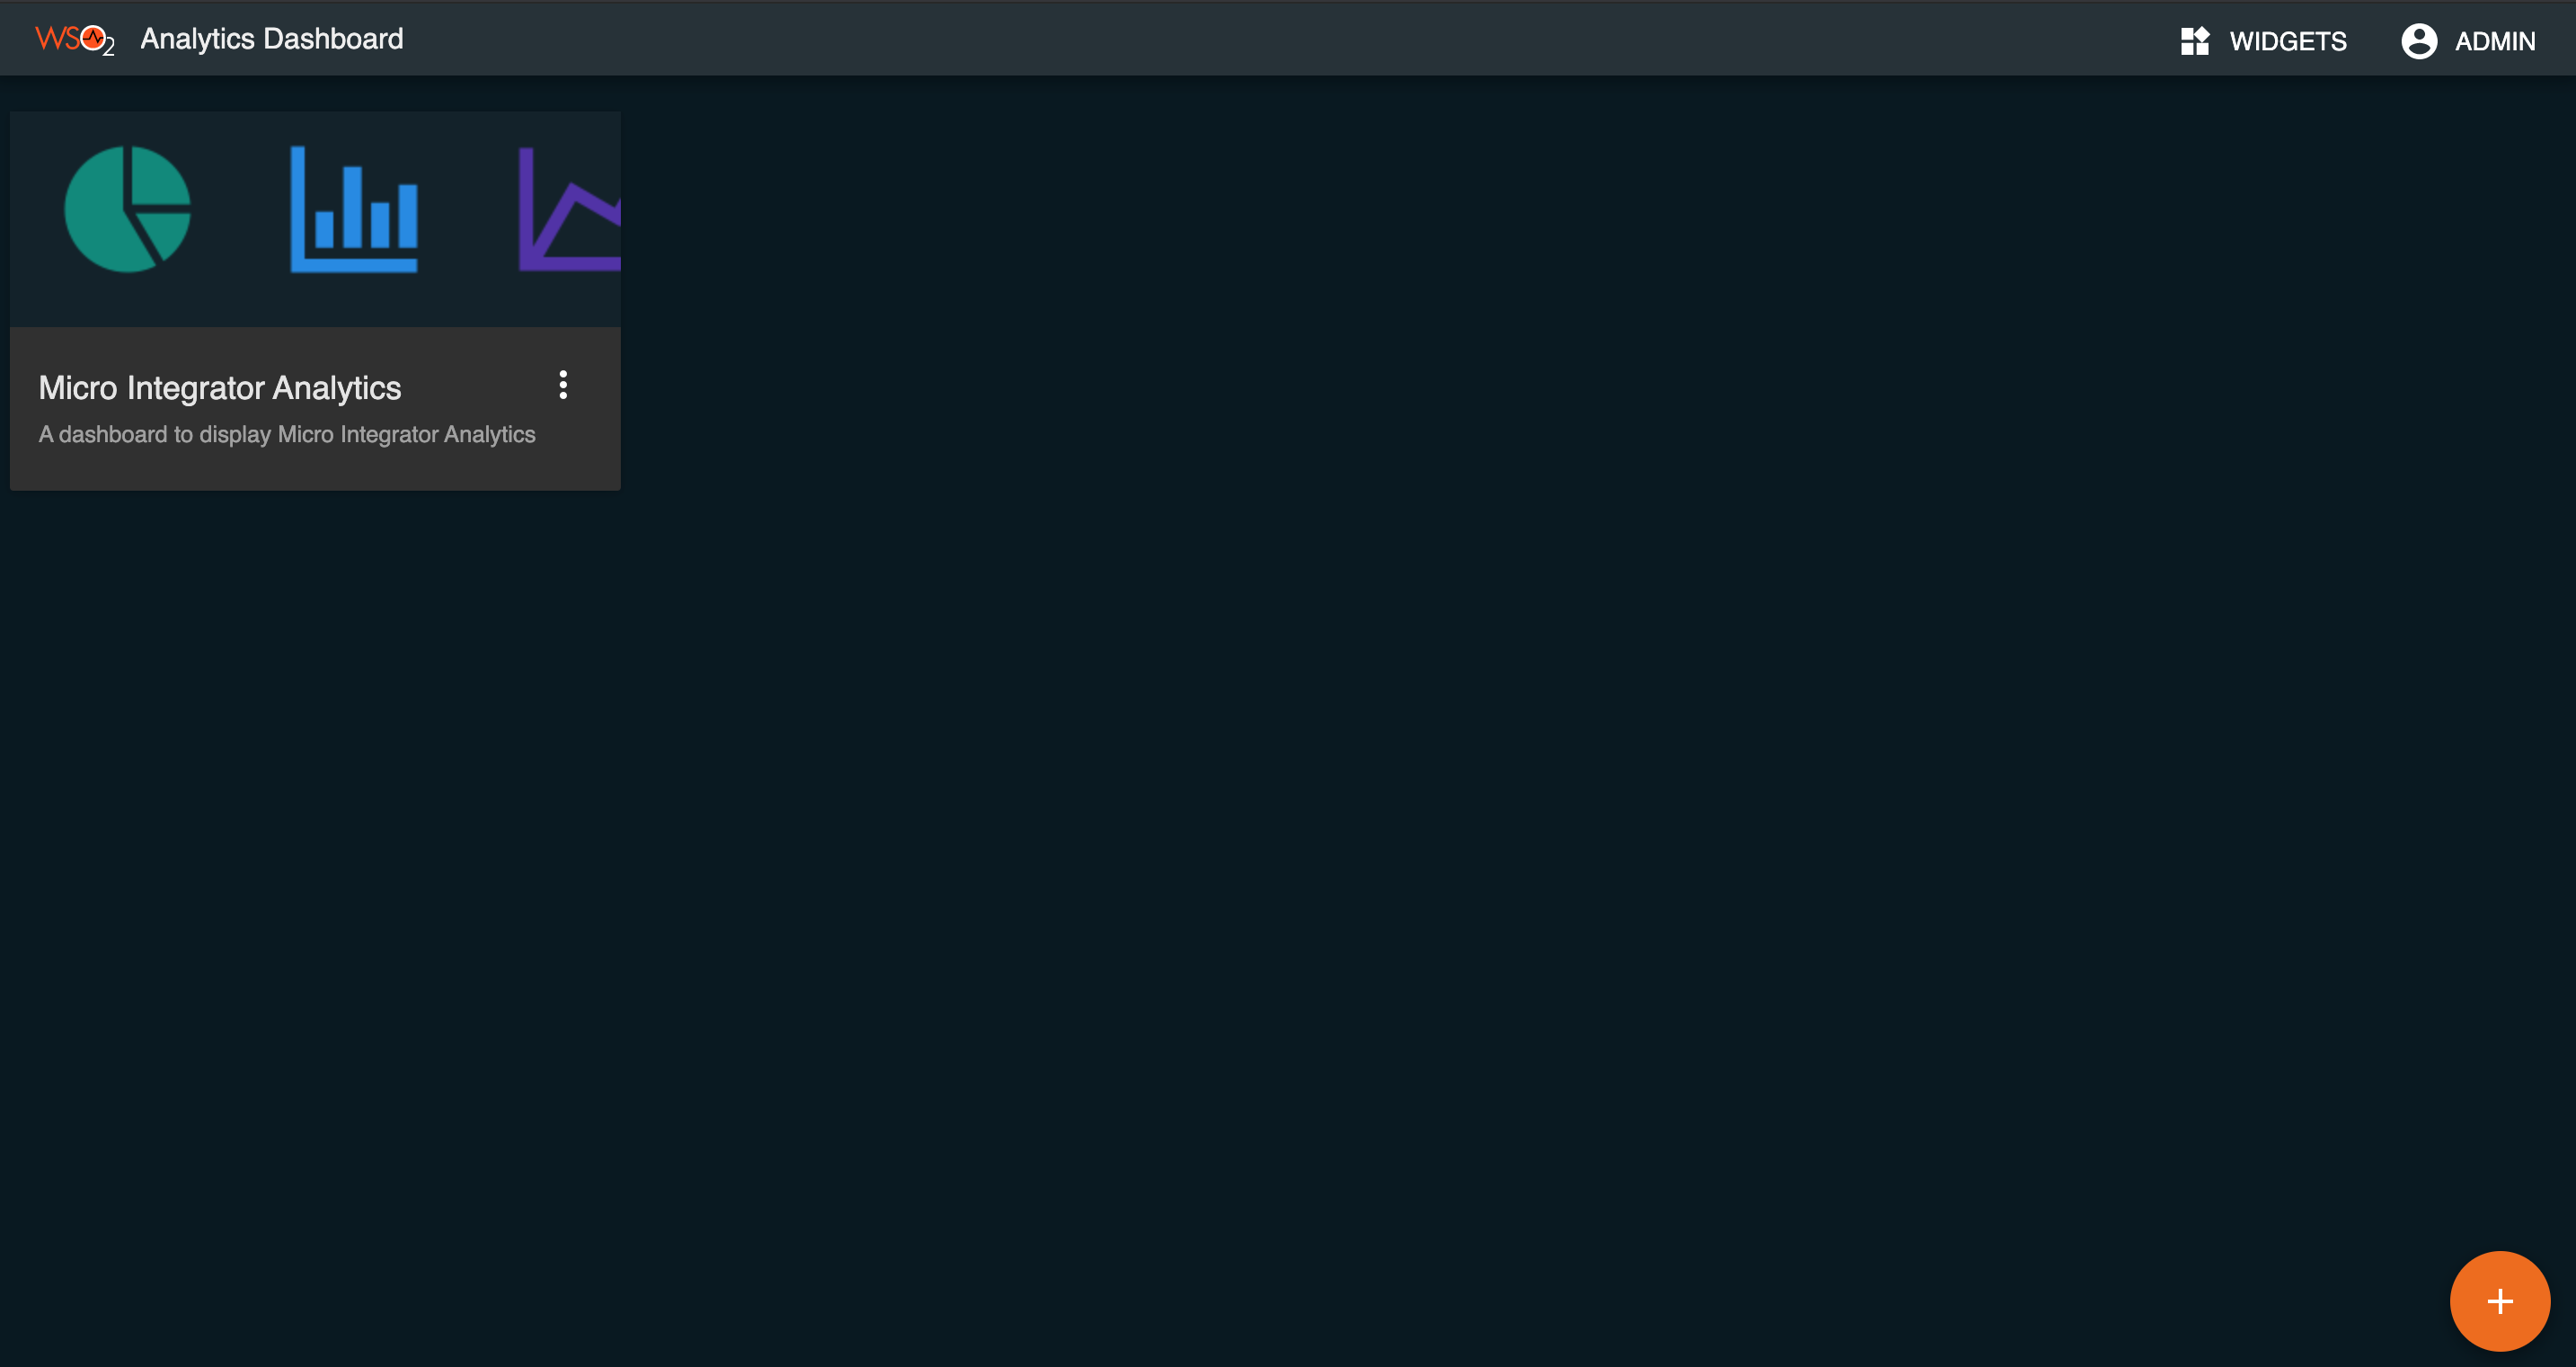 WSO2 Analytics Dashboard
WIDGETS
ADMIN
Micro Integrator Analytics
A dashboard to display Micro Integrator Analytics